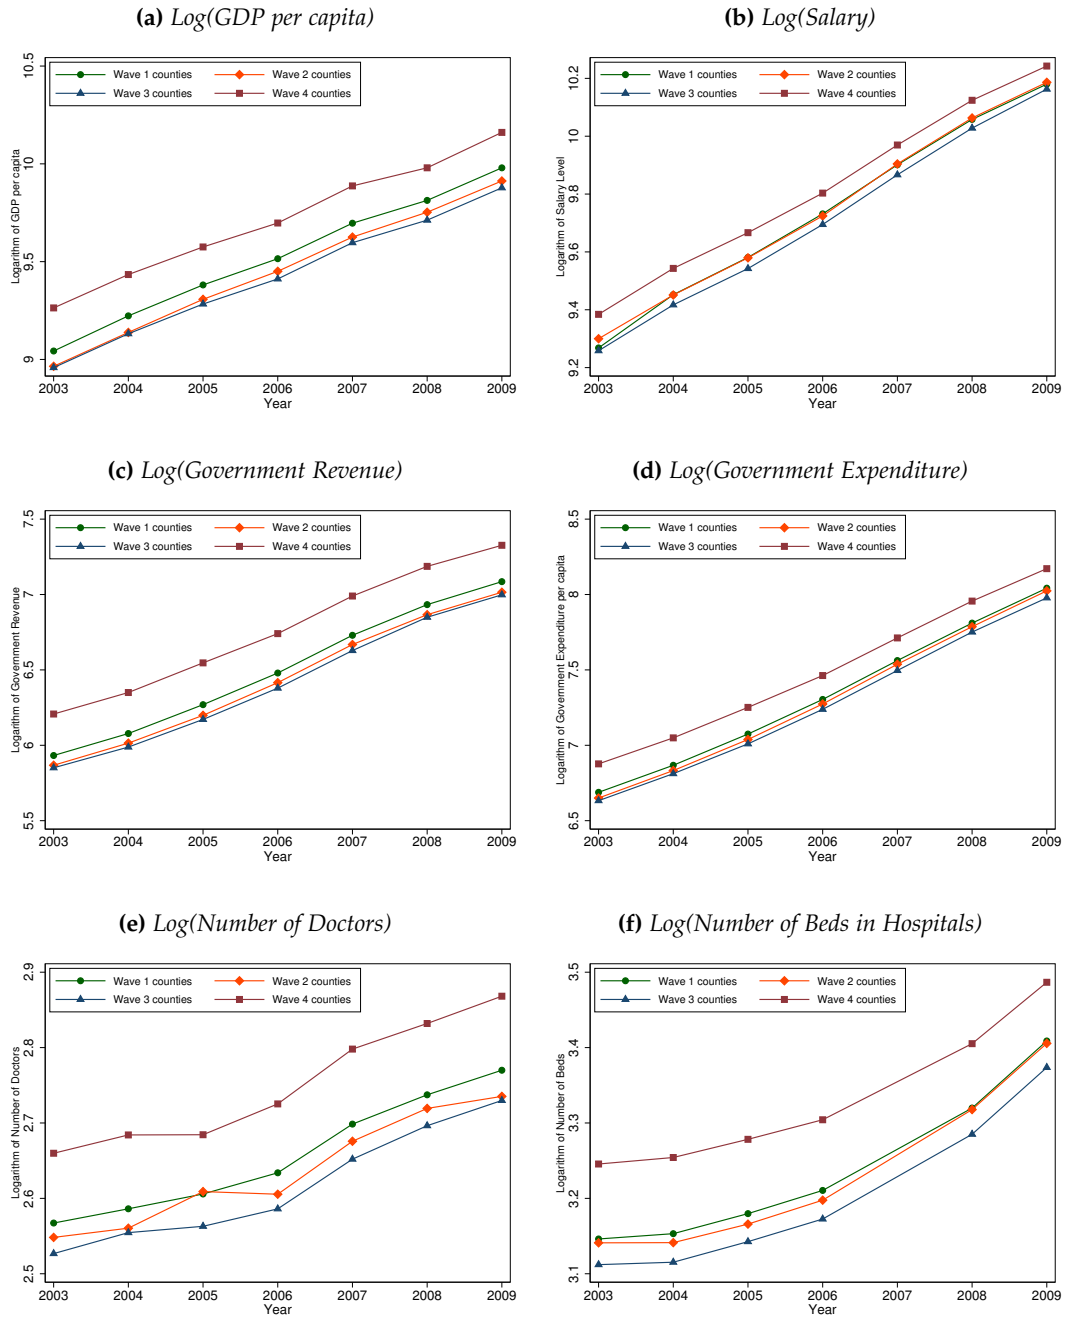 (a) Log(GDP per capita)
Logarithm of GDP per capita
10.5
10
9.5
9
Wave 1 counties
Wave 2 counties
Wave 3 counties
Wave 4 counties
2003 2004 2005 2006 2007 2008 2009
Year
(b) Log(Salary)
Logarithm of Salary Level
10.2
10
9.8
9.6
9.4
9.2
Wave 1 counties
Wave 2 counties
Wave 3 counties
Wave 4 counties
2003 2004 2005 2006 2007 2008 2009
Year
(c) Log(Government Revenue)
Logarithm of Government Revenue
7.5
7
6.5
6
5.5
Wave 1 counties
Wave 2 counties
Wave 3 counties
Wave 4 counties
2003 2004 2005 2006 2007 2008 2009
Year
(d) Log(Government Expenditure)
Logarithm of Government Expenditure per capita
8.5
8
7.5
7
6.5
Wave 1 counties
Wave 2 counties
Wave 3 counties
Wave 4 counties
2003 2004 2005 2006 2007 2008 2009
Year
(e) Log(Number of Doctors)
Logarithm of Number of Doctors
2.9
2.8
2.7
2.6
2.5
Wave 1 counties
Wave 2 counties
Wave 3 counties
Wave 4 counties
2003 2004 2005 2006 2007 2008 2009
Year
(f) Log(Number of Beds in Hospitals)
Logarithm of Number of Beds
3.5
3.4
3.3
3.2
3.1
Wave 1 counties
Wave 2 counties
Wave 3 counties
Wave 4 counties
2003 2004 2005 2006 2007 2008 2009
Year